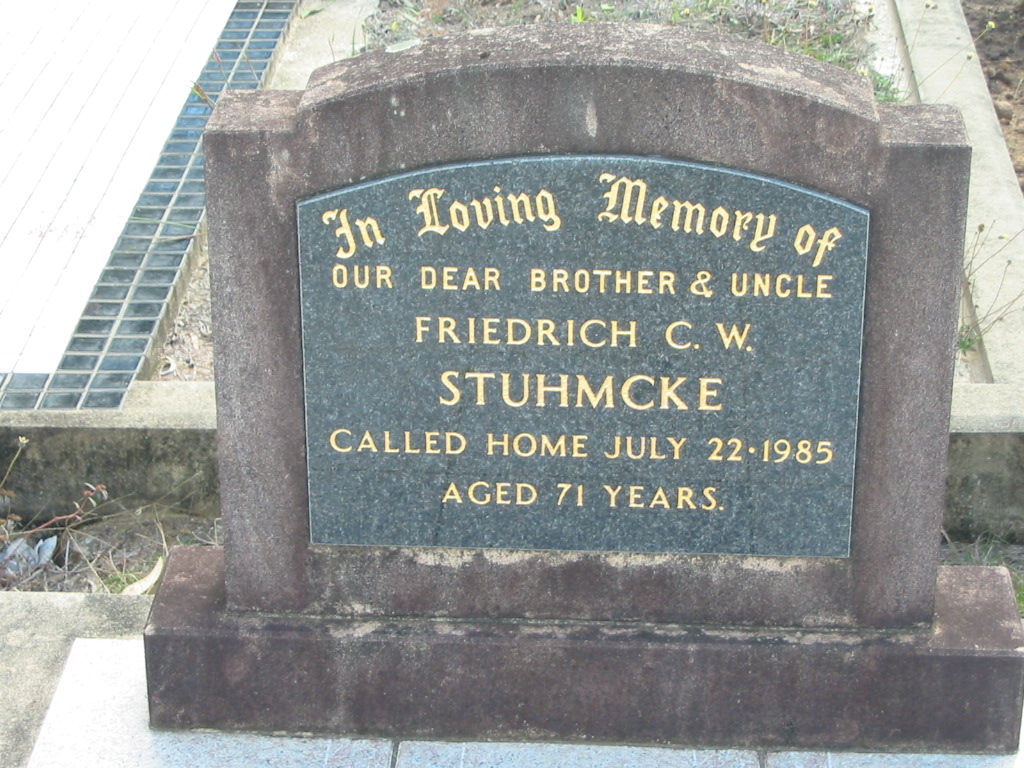 In Loving Memory of
OUR DEAR BROTHER & UNCLE
FRIEDRICH C. W.
STUHMCKE
CALLED HOME JULY 22·1985
AGED 71 YEARS.